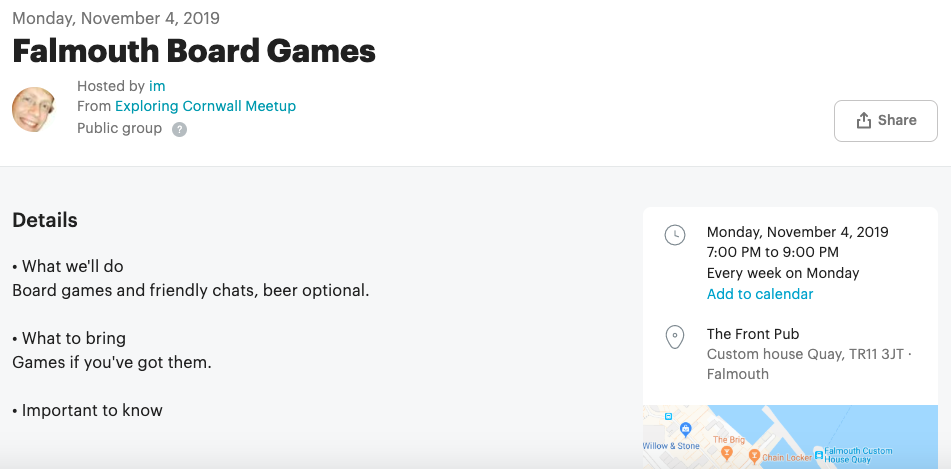 Monday, November 4, 2019
Falmouth Board Games
Hosted by im
From Exploring Cornwall Meetup
Public group ?
Share
Details
• What we'll do
Board games and friendly chats, beer optional.
• What to bring
Games if you've got them.
• Important to know
Monday, November 4, 2019
7:00 PM to 9:00 PM
Every week on Monday
Add to calendar
The Front Pub
Custom house Quay, TR11 3JT ·
Falmouth
Willow & Stone
The Brig
Chain Locker
Falmouth Custom
House Quay